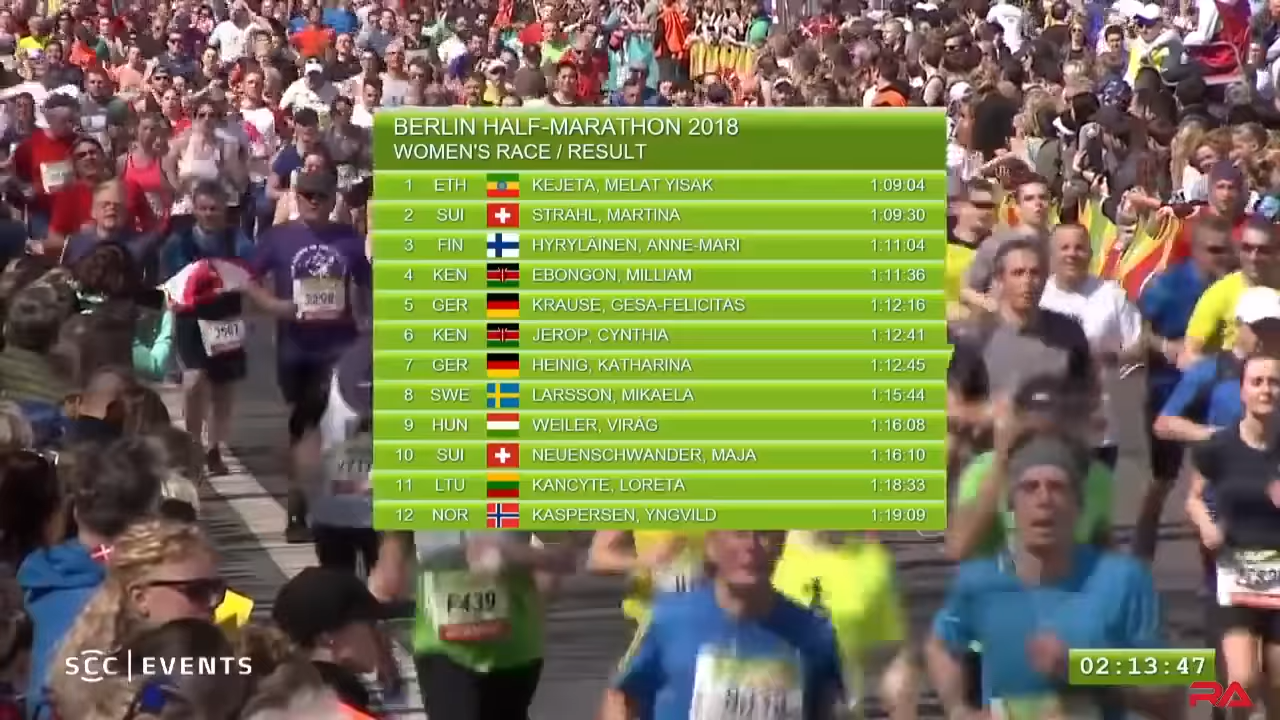 BERLIN HALF-MARATHON 2018
WOMEN'S RACE / RESULT
1 ETH KEJETA, MELAT YISAK 1:09:04
2 SUI STRAHL, MARTINA 1:09:30
3 FIN HYRYLÄINEN, ANNE-MARI 1:11:04
4 KEN EBONGON, MILLIAM 1:11:36
5 GER KRAUSE, GESA-FELICITAS 1:12:16
6 KEN JEROP, CYNTHIA 1:12:41
7 GER HEINIG, KATHARINA 1:12.45
8 SWE LARSSON, MIKAELA 1:15:44
9 HUN WEILER, VIRÁG 1:16:08
10 SUI NEUENSCHWANDER, MAJA 1:16:10
11 LTU KANCYTE, LORETA 1:18:33
12 NOR KASPERSEN, YNGVILD 1:19:09
F439
SCC | EVENTS
02:13:47
RA